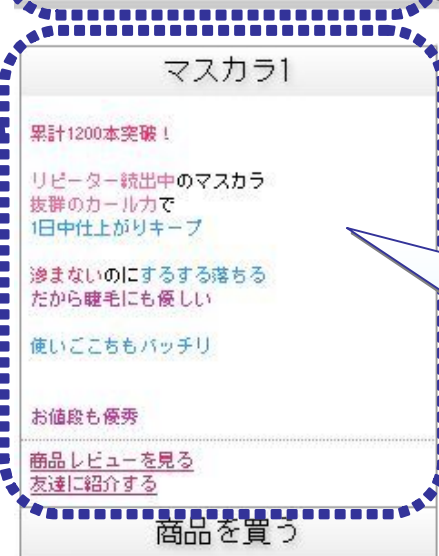 マスカラ1
累計1200本突破！
リピーター続出中のマスカラ
抜群のカール力で
1日中仕上がりキープ
滲まないのにするする落ちる
だから睫毛にも優しい
使いごこちもバッチリ
お値段も優秀
商品レビューを見る
友達に紹介する
商品を買う